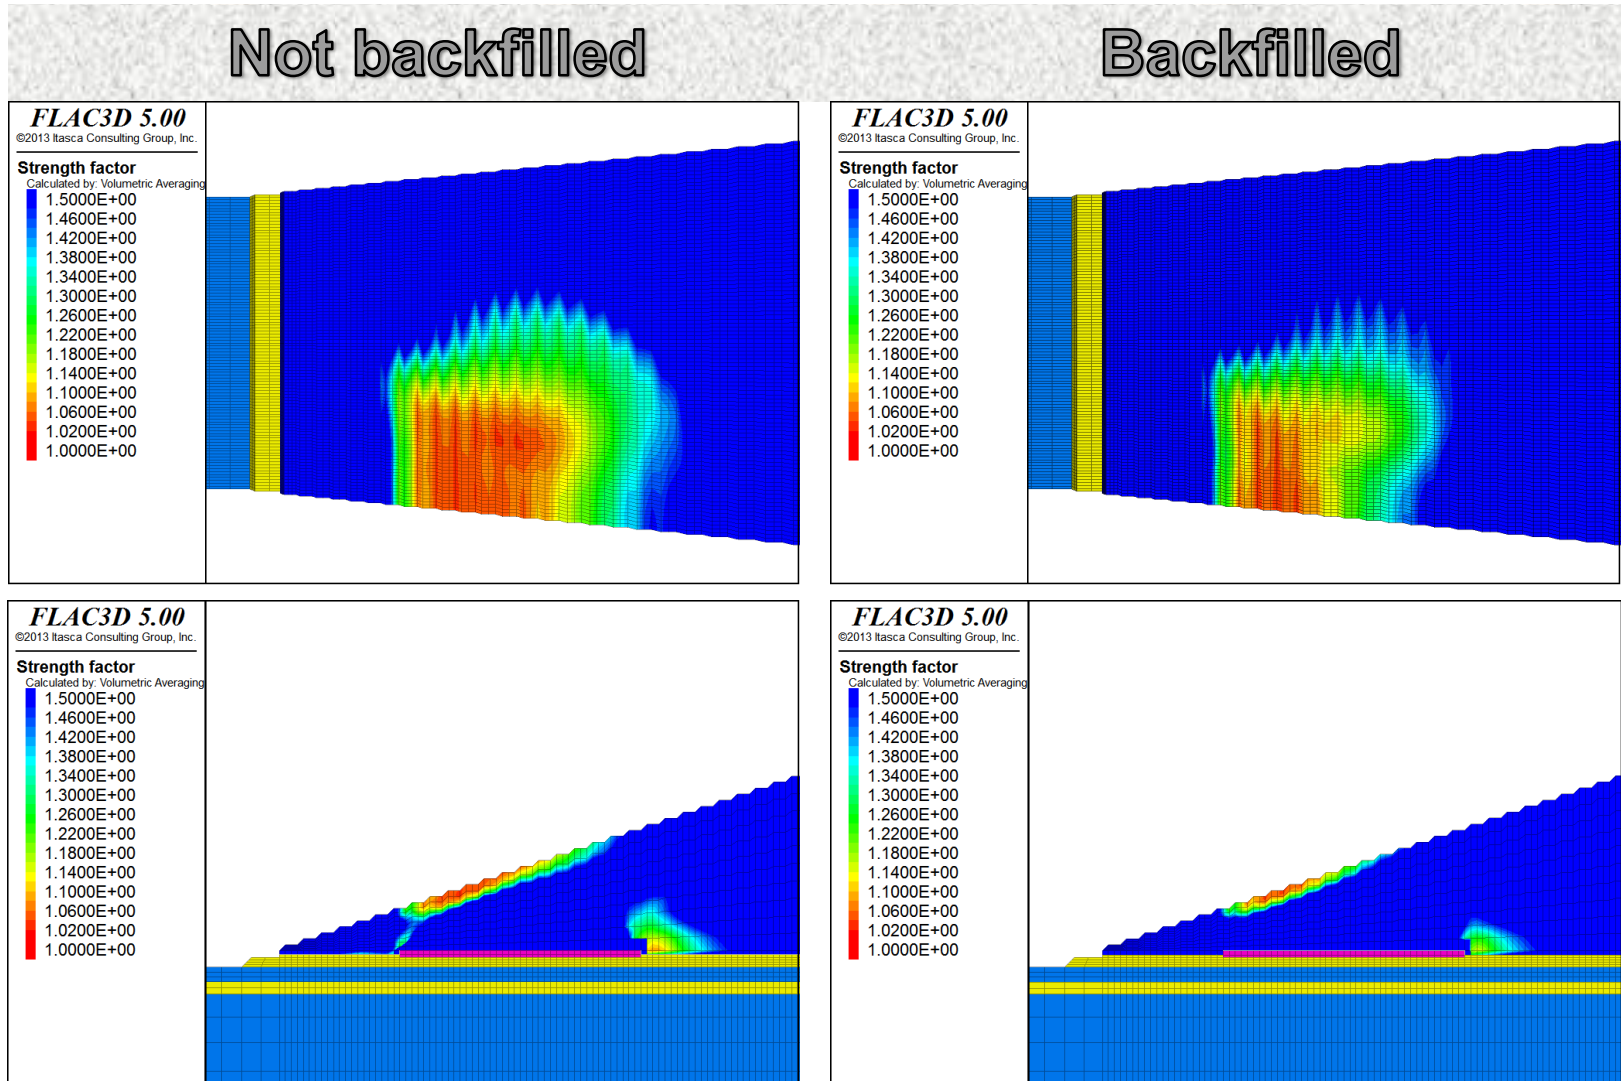 Not backfilled
Backfilled
FLAC3D 5.00
©2013 Itasca Consulting Group, Inc.
Strength factor
Calculated by: Volumetric Averaging
1.5000E+00
1.4600E+00
1.4200E+00
1.3800E+00
1.3400E+00
1.3000E+00
1.2600E+00
1.2200E+00
1.1800E+00
1.1400E+00
1.1000E+00
1.0600E+00
1.0200E+00
1.0000E+00
FLAC3D 5.00
©2013 Itasca Consulting Group, Inc.
Strength factor
Calculated by: Volumetric Averaging
1.5000E+00
1.4600E+00
1.4200E+00
1.3800E+00
1.3400E+00
1.3000E+00
1.2600E+00
1.2200E+00
1.1800E+00
1.1400E+00
1.1000E+00
1.0600E+00
1.0200E+00
1.0000E+00
FLAC3D 5.00
©2013 Itasca Consulting Group, Inc.
Strength factor
Calculated by: Volumetric Averaging
1.5000E+00
1.4600E+00
1.4200E+00
1.3800E+00
1.3400E+00
1.3000E+00
1.2600E+00
1.2200E+00
1.1800E+00
1.1400E+00
1.1000E+00
1.0600E+00
1.0200E+00
1.0000E+00
FLAC3D 5.00
©2013 Itasca Consulting Group, Inc.
Strength factor
Calculated by: Volumetric Averaging
1.5000E+00
1.4600E+00
1.4200E+00
1.3800E+00
1.3400E+00
1.3000E+00
1.2600E+00
1.2200E+00
1.1800E+00
1.1400E+00
1.1000E+00
1.0600E+00
1.0200E+00
1.0000E+00